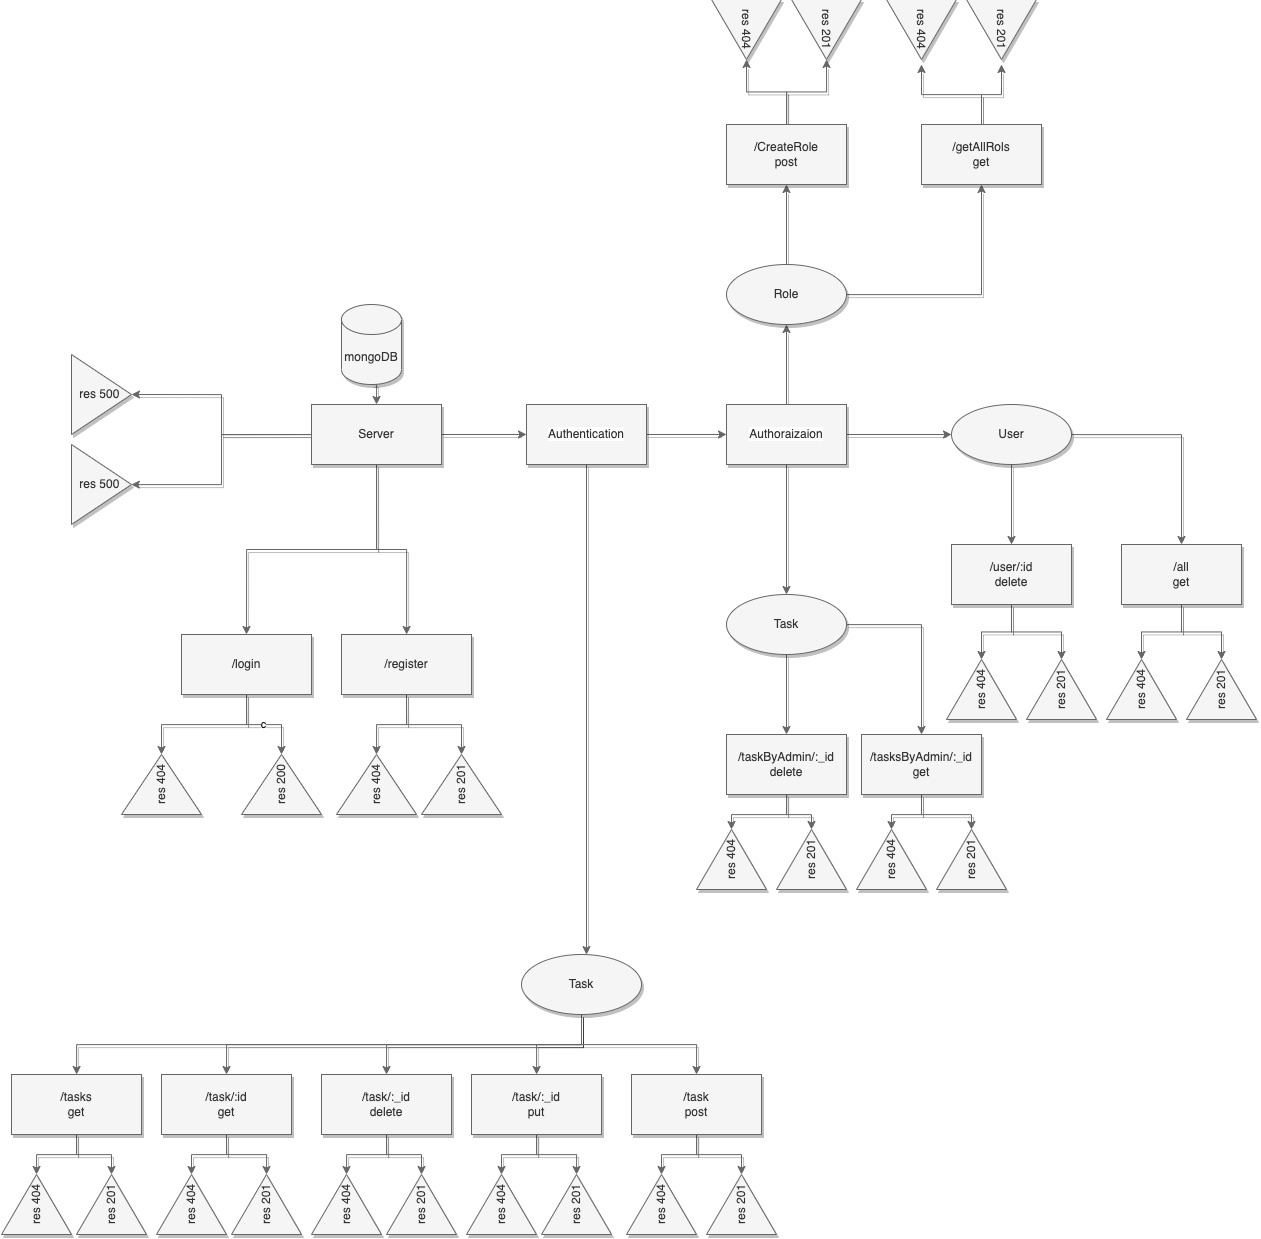 res 404
res 201
res 404
res 201
/CreateRole
post
/getAllRols
get
Role
mongoDB
res 500
res 500
Server
Authentication
Authoraizaion
User
/user/:id
delete
/all
get
res 404
res 201
res 404
res 201
Task
/taskByAdmin/:_id
delete
/tasksByAdmin/:_id
get
res 404
res 201
res 404
res 201
/login
/register
c
res 404
res 200
res 404
res 201
Task
/tasks
get
/task/:id
get
/task/:_id
delete
/task/:_id
put
/task
post
res 404
res 201
res 404
res 201
res 404
res 201
res 404
res 201
res 404
res 201